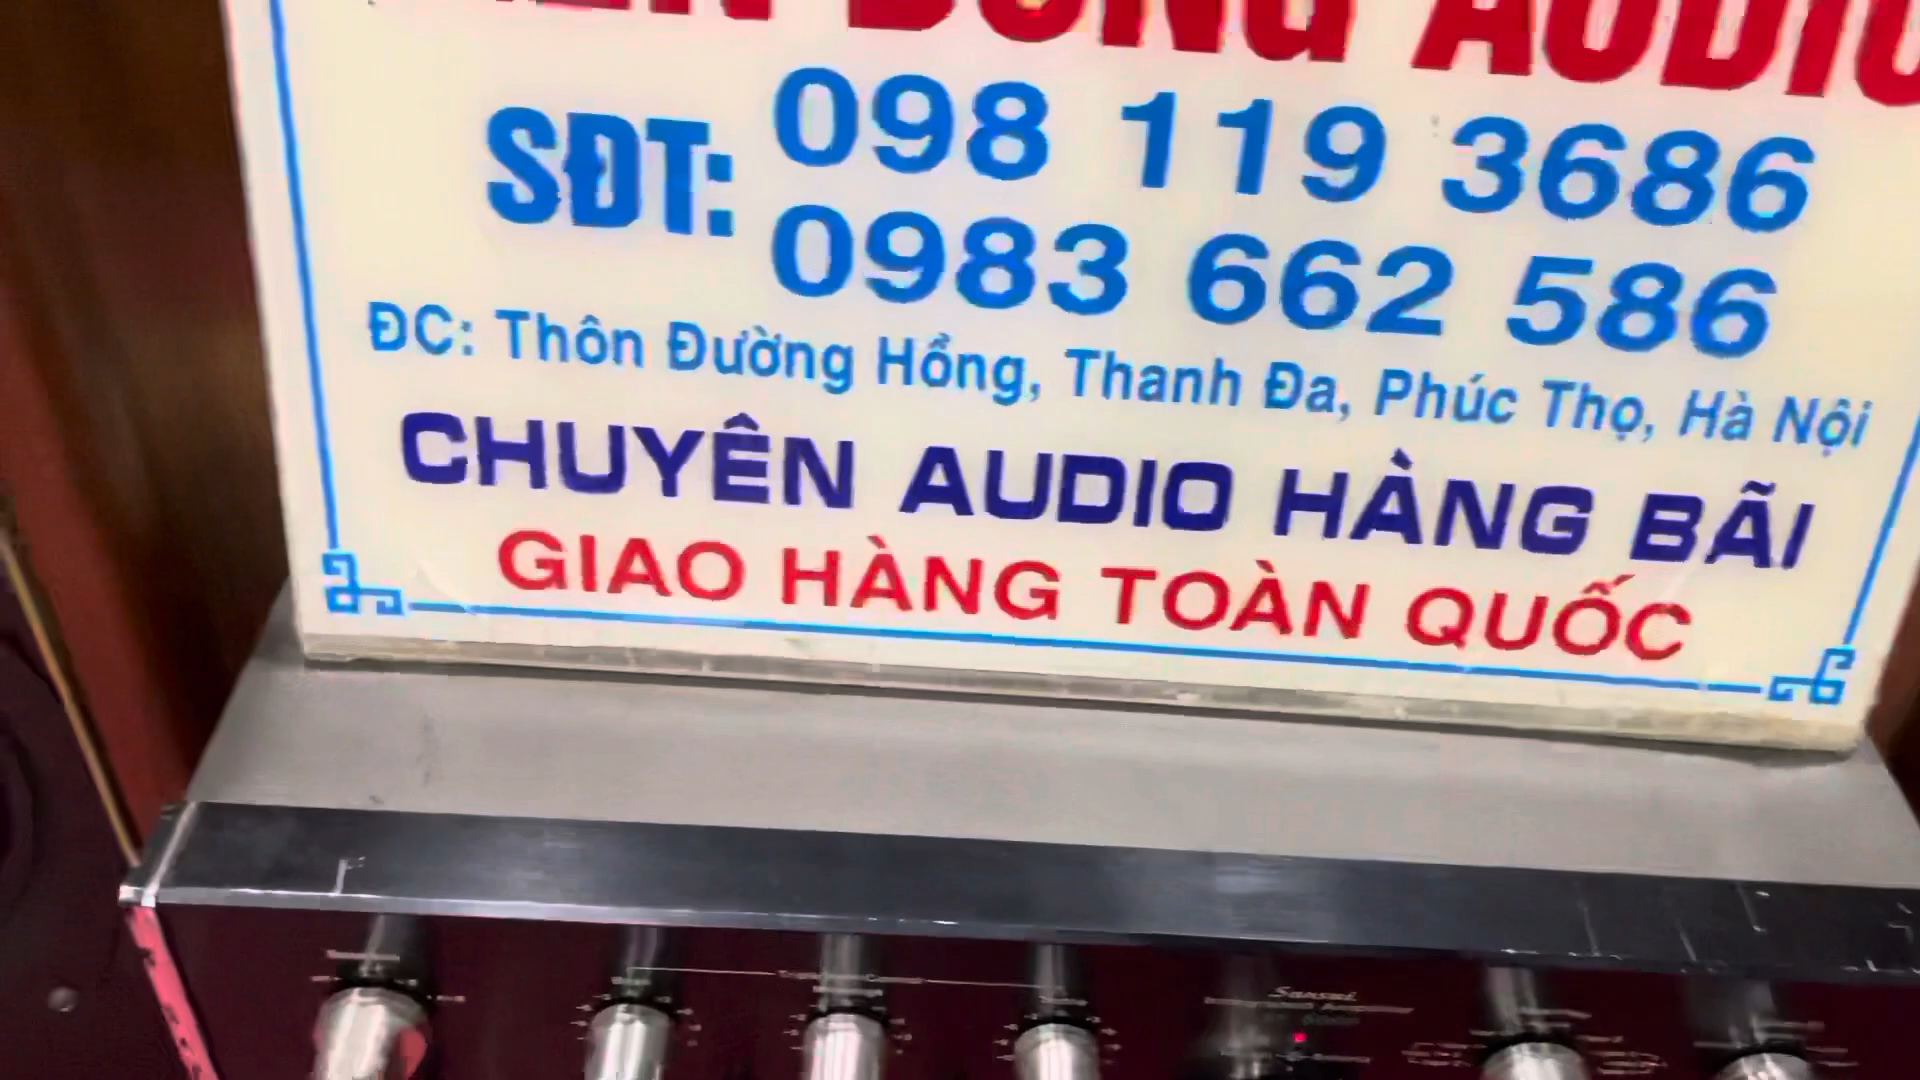 AUDIO
SĐT: 098 119 3686
0983 662 586
ĐC: Thôn Đường Hồng, Thanh Đa, Phúc Thọ, Hà Nội
CHUYÊN AUDIO HÀNG BÃI
GIAO HÀNG TOÀN QUỐC
Sansui